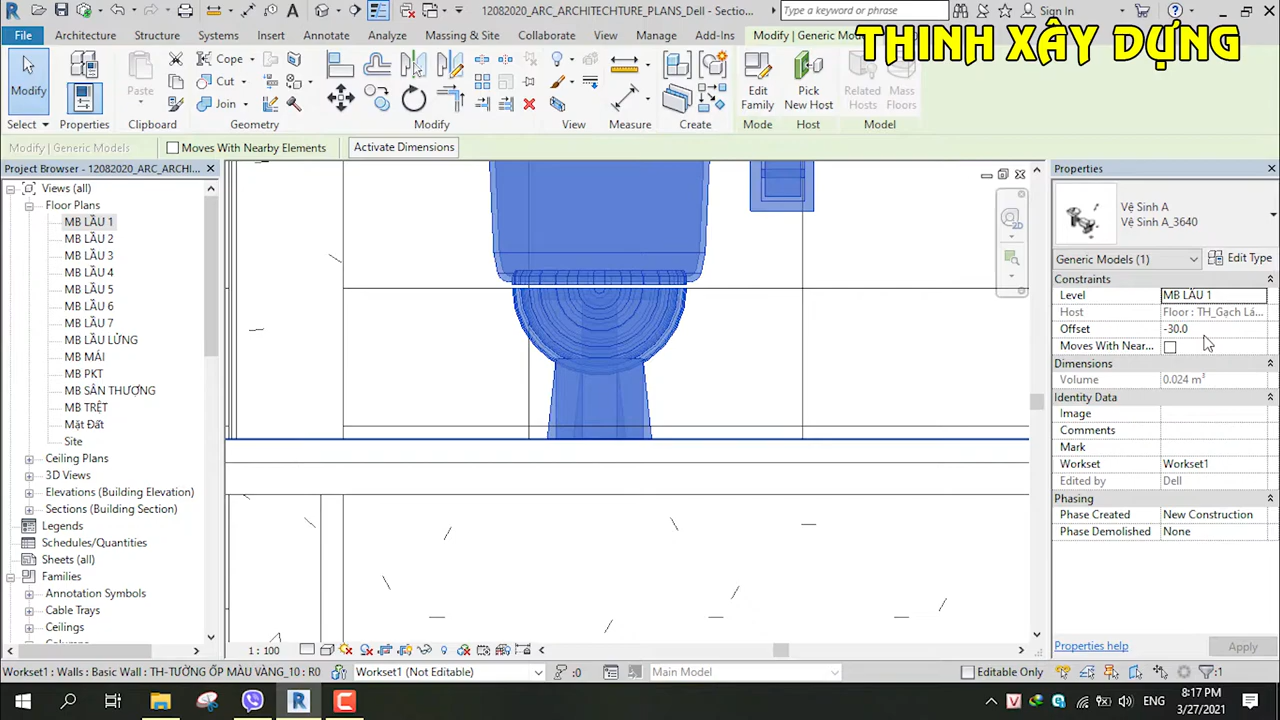 12082020_ARC_ARCHITECHTURE_PLANS_Dell - Sectio...
Type a keyword or phrase
Sign In
THINH XÂY DỰNG
File
Architecture
Structure
Systems
Insert
Annotate
Analyze
Massing & Site
Collaborate
View
Manage
Add-Ins
Modify | Generic Mod
Modify
Paste
Cope
Cut
Join
Edit Family
Pick New Host
Related Hosts
Mass Floors
Select
Properties
Clipboard
Geometry
Modify
View
Measure
Create
Mode
Host
Model
Modify | Generic Models
Moves With Nearby Elements
Activate Dimensions
Project Browser - 12082020_ARC_ARCHI...
Views (all)
Floor Plans
MB LẦU 1
MB LẦU 2
MB LẦU 3
MB LẦU 4
MB LẦU 5
MB LẦU 6
MB LẦU 7
MB LẦU LỬNG
MB MÁI
MB PKT
MB SÂN THƯỢNG
MB TRỆT
Mặt Đất
Site
Ceiling Plans
3D Views
Elevations (Building Elevation)
Sections (Building Section)
Legends
Schedules/Quantities
Sheets (all)
Families
Annotation Symbols
Cable Trays
Ceilings
2D
Properties
Vệ Sinh A
Vệ Sinh A_3640
Generic Models (1)
Edit Type
Constraints
Level MB LẦU 1
Host Floor : TH_Gạch Lá...
Offset -30.0
Moves With Near...
Dimensions
Volume 0.024 m³
Identity Data
Image
Comments
Mark
Workset Workset1
Edited by Dell
Phasing
Phase Created New Construction
Phase Demolished None
Properties help
Apply
1 : 100
Workset1 : Walls : Basic Wall : TH-TƯỜNG ỐP MÀU VÀNG_10 : R0
Workset1 (Not Editable)
:0
Main Model
Editable Only
:1
ENG
8:17 PM
3/27/2021